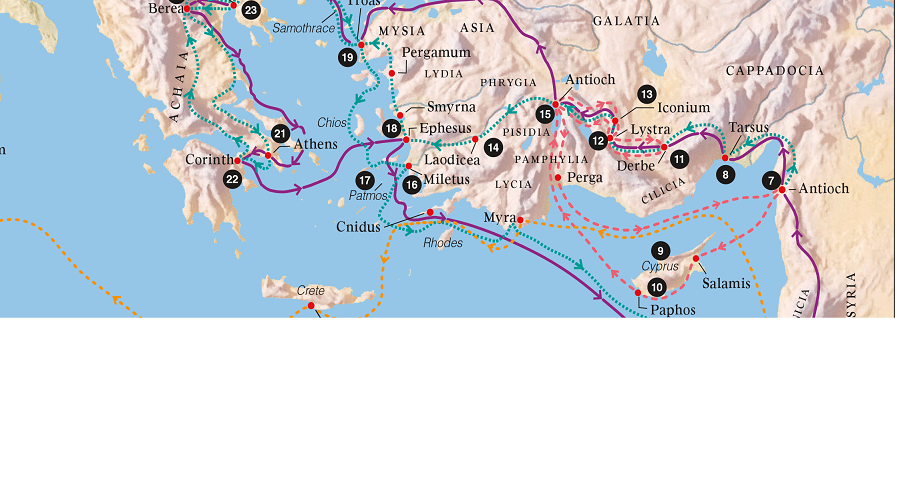 Berea
23
Troas
Samothrace
MYSIA
ASIA
GALATIA
19
Pergamum
LYDIA
CAPPADOCIA
PHRYGIA
Antioch
13
ACHAIA
Chios
Smyrna
15
Iconium
18
Ephesus
PISIDIA
12
Lystra
Tarsus
21
Athens
14
Corinth
Laodicea
PAMPHYLIA
Derbe
11
8
22
17
16
Miletus
LYCIA
Perga
CILICIA
7
Antioch
Patmos
Cnidus
Myra
Rhodes
9
Cyprus
Salamis
10
Crete
Paphos
SYRIA